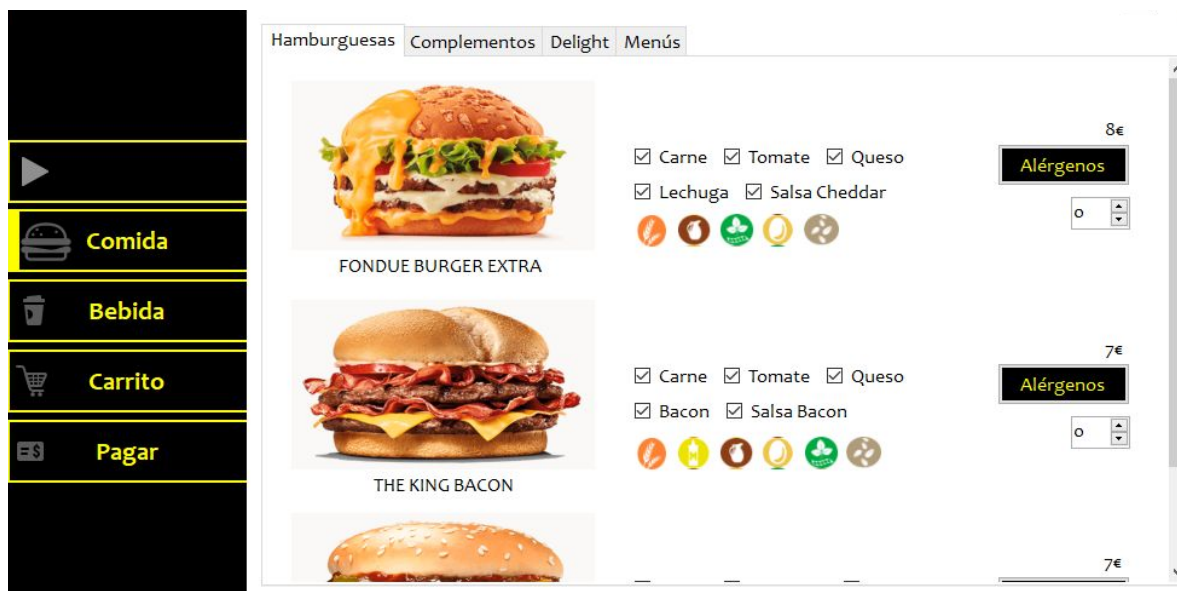 Hamburguesas Complementos Delight Menús
8€
Carne Tomate Queso
Alérgenos
Lechuga Salsa Cheddar
0
FONDUE BURGER EXTRA
Comida
Bebida
Carrito
Pagar
7€
Carne Tomate Queso
Alérgenos
Bacon Salsa Bacon
0
THE KING BACON
7€